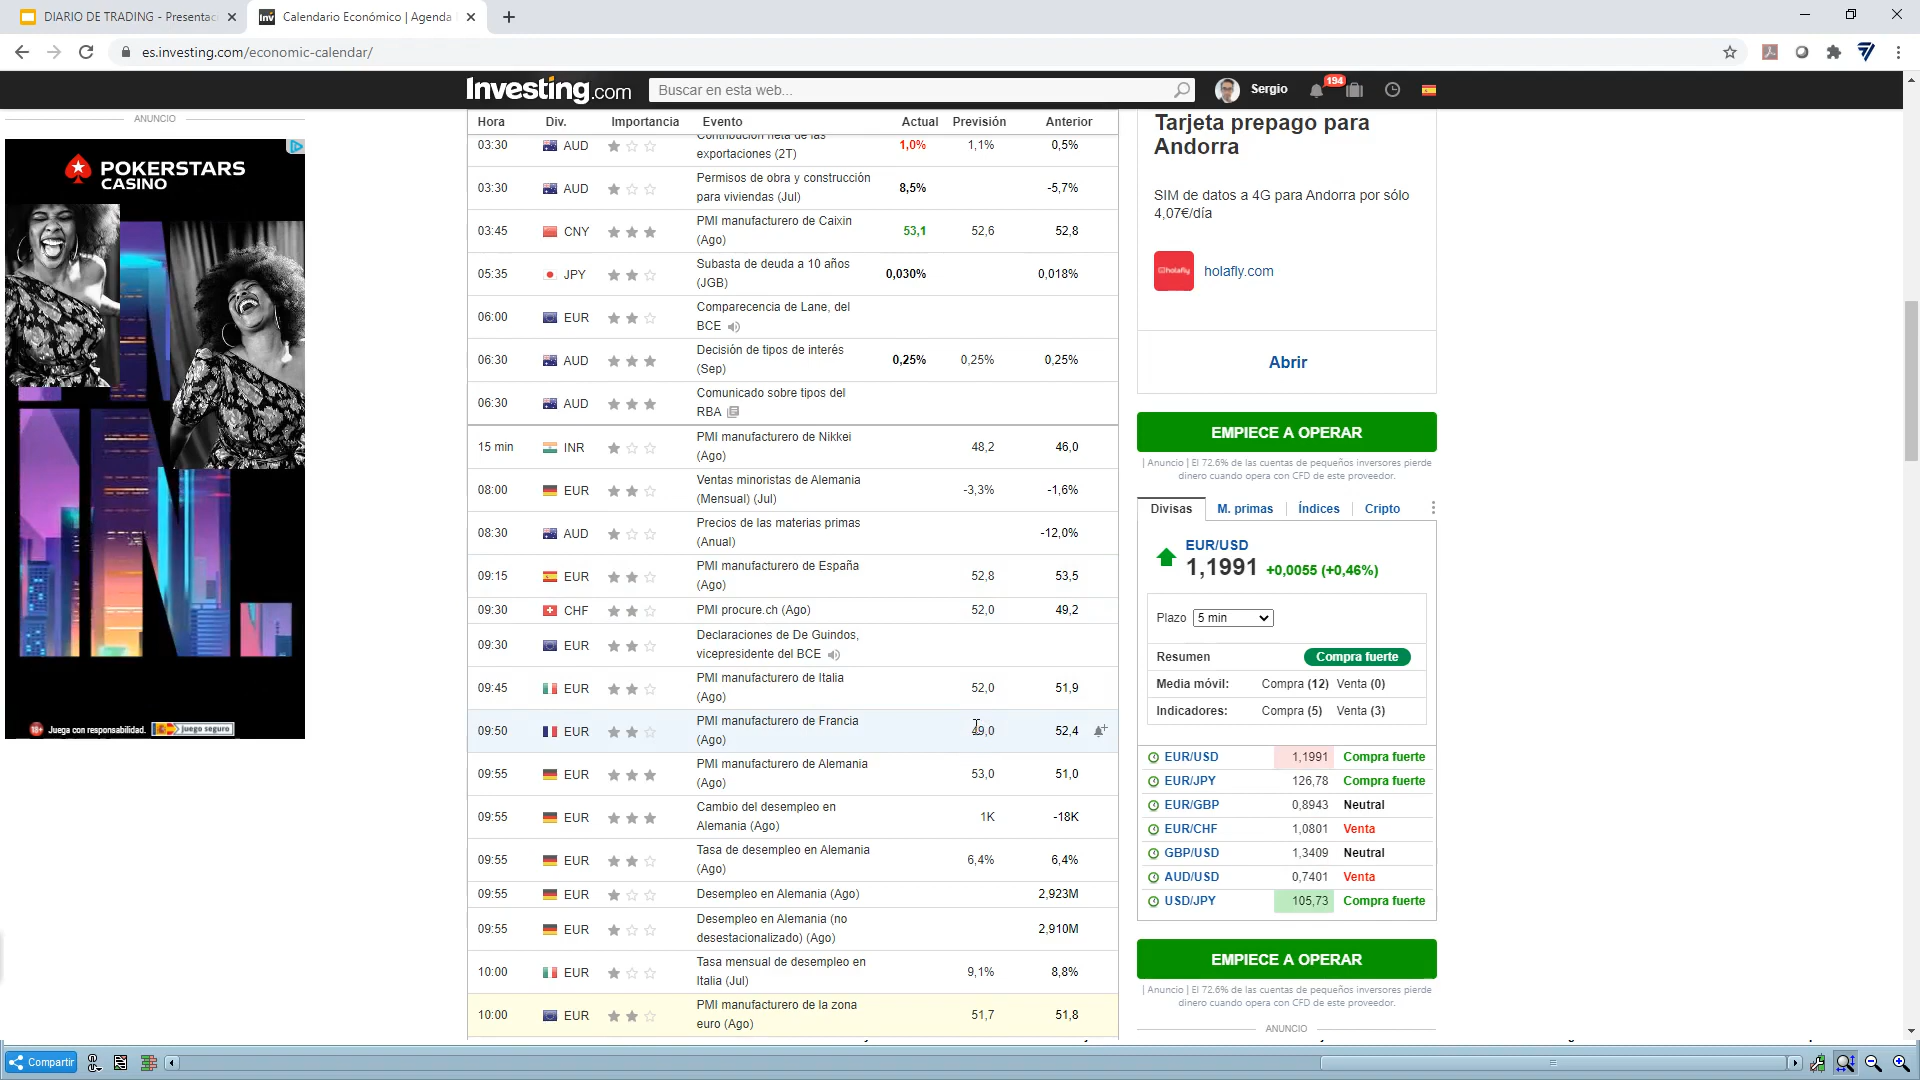 DIARIO DE TRADING - Presentac
Calendario Económico | Agenda
es.investing.com/economic-calendar/
Investing.com
Buscar en esta web...
Sergio
194
ANUNCIO
POKERSTARS
CASINO
18+ Juega con responsabilidad.
juego seguro
Hora Div. Importancia Evento Actual Previsión Anterior
03:30 AUD Contribución neta de las 1,0% 1,1% 0,5%
exportaciones (2T)
03:30 AUD Permisos de obra y construcción 8,5% -5,7%
para viviendas (Jul)
03:45 CNY PMI manufacturero de Caixin 53,1 52,6 52,8
(Ago)
05:35 JPY Subasta de deuda a 10 años 0,030% 0,018%
(JGB)
06:00 EUR Comparecencia de Lane, del
BCE
06:30 AUD Decisión de tipos de interés 0,25% 0,25% 0,25%
(Sep)
06:30 AUD Comunicado sobre tipos del
RBA
15 min INR PMI manufacturero de Nikkei 48,2 46,0
(Ago)
08:00 EUR Ventas minoristas de Alemania -3,3% -1,6%
(Mensual) (Jul)
08:30 AUD Precios de las materias primas -12,0%
(Anual)
09:15 EUR PMI manufacturero de España 52,8 53,5
(Ago)
09:30 CHF PMI procure.ch (Ago) 52,0 49,2
09:30 EUR Declaraciones de De Guindos,
vicepresidente del BCE
09:45 EUR PMI manufacturero de Italia 52,0 51,9
(Ago)
09:50 EUR PMI manufacturero de Francia 49,0 52,4
(Ago)
09:55 EUR PMI manufacturero de Alemania 53,0 51,0
(Ago)
09:55 EUR Cambio del desempleo en 1K -18K
Alemania (Ago)
09:55 EUR Tasa de desempleo en Alemania 6,4% 6,4%
(Ago)
09:55 EUR Desempleo en Alemania (Ago) 2,923M
09:55 EUR Desempleo en Alemania (no 2,910M
desestacionalizado) (Ago)
10:00 EUR Tasa mensual de desempleo en 9,1% 8,8%
Italia (Jul)
10:00 EUR PMI manufacturero de la zona 51,7 51,8
euro (Ago)
Tarjeta prepago para
Andorra
SIM de datos a 4G para Andorra por sólo
4,07€/día
holafly
holafly.com
Abrir
EMPIECE A OPERAR
| Anuncio | El 72.6% de las cuentas de pequeños inversores pierde
dinero cuando opera con CFD de este proveedor.
Divisas M. primas Índices Cripto
EUR/USD
1,1991 +0,0055 (+0,46%)
Plazo 5 min
Resumen Compra fuerte
Media móvil: Compra (12) Venta (0)
Indicadores: Compra (5) Venta (3)
EUR/USD 1,1991 Compra fuerte
EUR/JPY 126,78 Compra fuerte
EUR/GBP 0,8943 Neutral
EUR/CHF 1,0801 Venta
GBP/USD 1,3409 Neutral
AUD/USD 0,7401 Venta
USD/JPY 105,73 Compra fuerte
EMPIECE A OPERAR
| Anuncio | El 72.6% de las cuentas de pequeños inversores pierde
dinero cuando opera con CFD de este proveedor.
ANUNCIO
Compartir